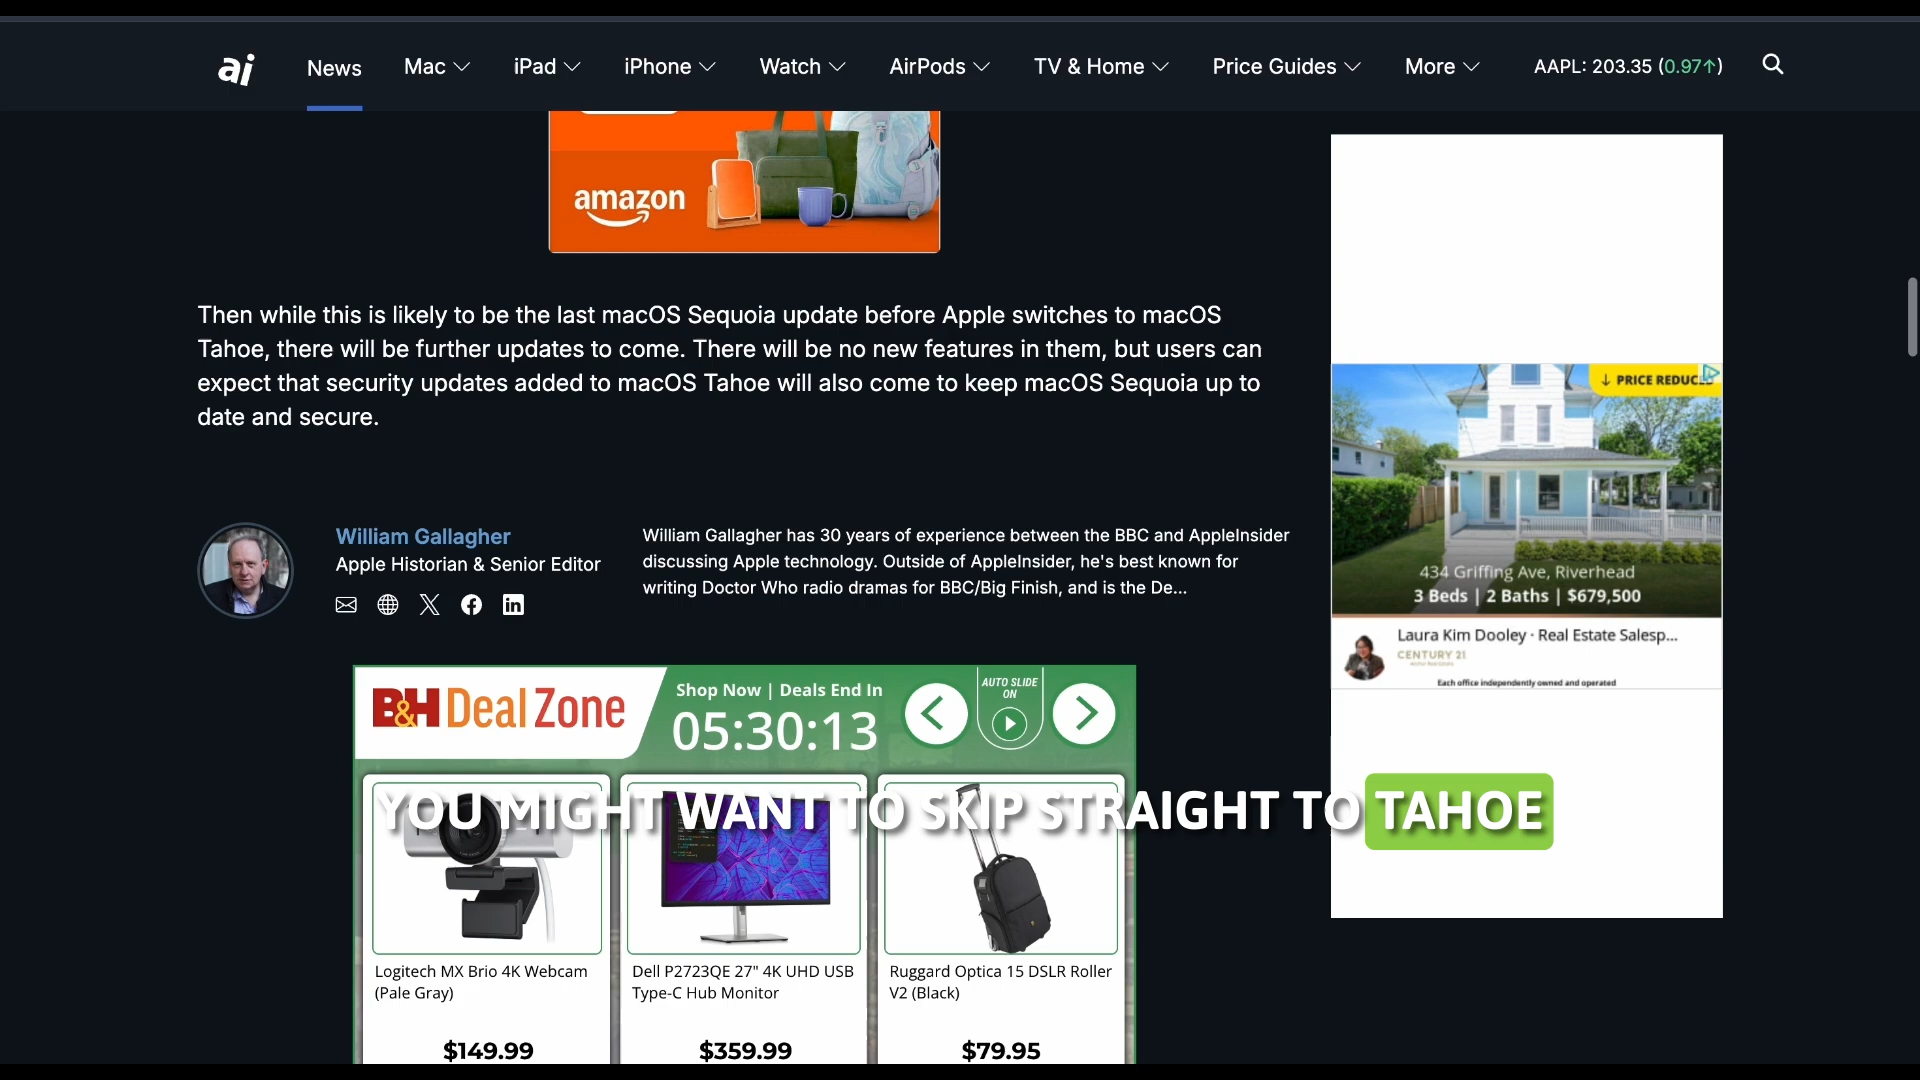 ai
News
Mac
iPad
iPhone
Watch
AirPods
TV & Home
Price Guides
More
AAPL: 203.35 (0.97↑)
amazon
Then while this is likely to be the last macOS Sequoia update before Apple switches to macOS
Tahoe, there will be further updates to come. There will be no new features in them, but users can
expect that security updates added to macOS Tahoe will also come to keep macOS Sequoia up to
date and secure.
William Gallagher
Apple Historian & Senior Editor
William Gallagher has 30 years of experience between the BBC and AppleInsider
discussing Apple technology. Outside of AppleInsider, he's best known for
writing Doctor Who radio dramas for BBC/Big Finish, and is the De...
↓ PRICE REDUCED
434 Griffing Ave, Riverhead
3 Beds | 2 Baths | $679,500
Laura Kim Dooley · Real Estate Salesp...
CENTURY 21
Each office independently owned and operated
B&H Deal Zone
Shop Now | Deals End In
05:30:13
AUTO SLIDE
ON
YOU MIGHT WANT TO SKIP STRAIGHT TO TAHOE
Logitech MX Brio 4K Webcam
(Pale Gray)
$149.99
Dell P2723QE 27" 4K UHD USB
Type-C Hub Monitor
$359.99
Ruggard Optica 15 DSLR Roller
V2 (Black)
$79.95